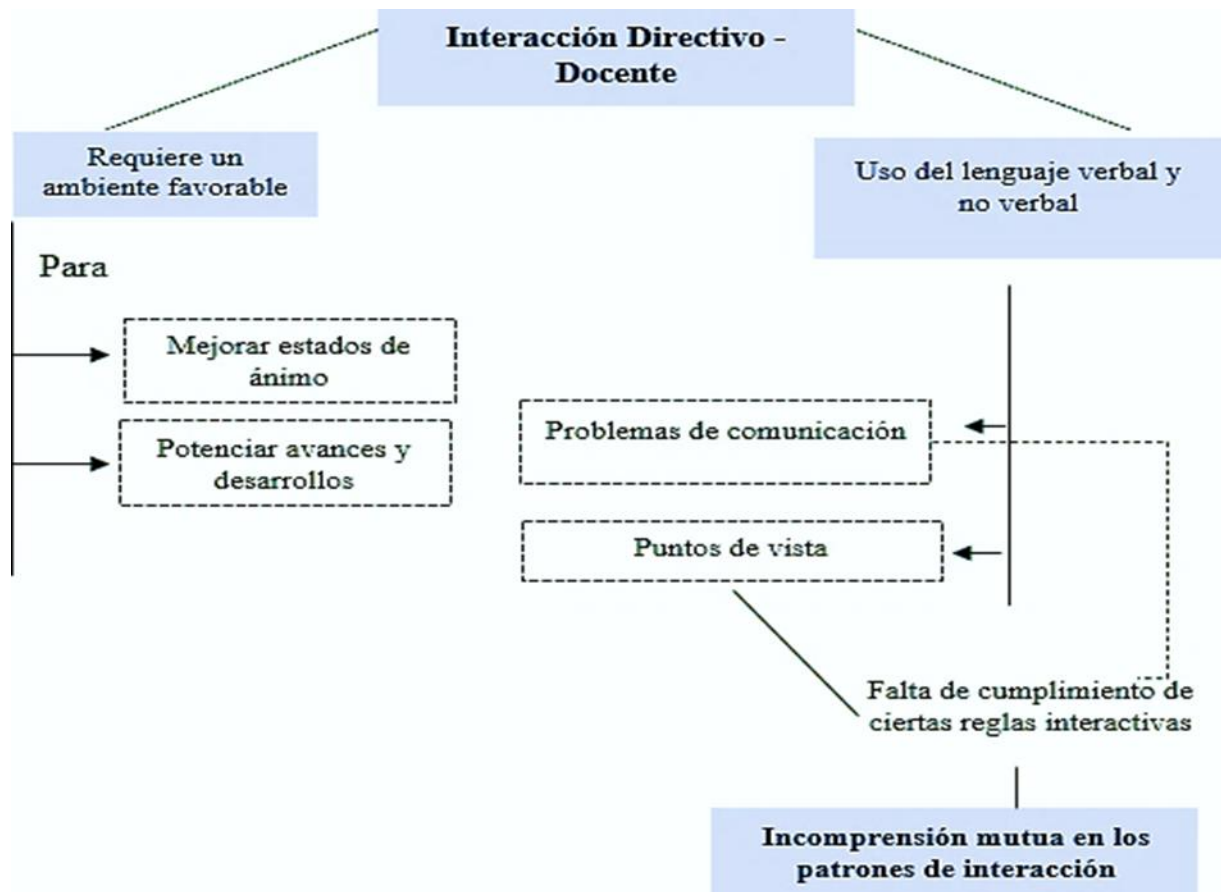 Interacción Directivo -
Docente
Requiere un
ambiente favorable
Uso del lenguaje verbal y
no verbal
Para
Mejorar estados de
ánimo
Potenciar avances y
desarrollos
Problemas de comunicación
Puntos de vista
Falta de cumplimiento de
ciertas reglas interactivas
Incomprensión mutua en los
patrones de interacción